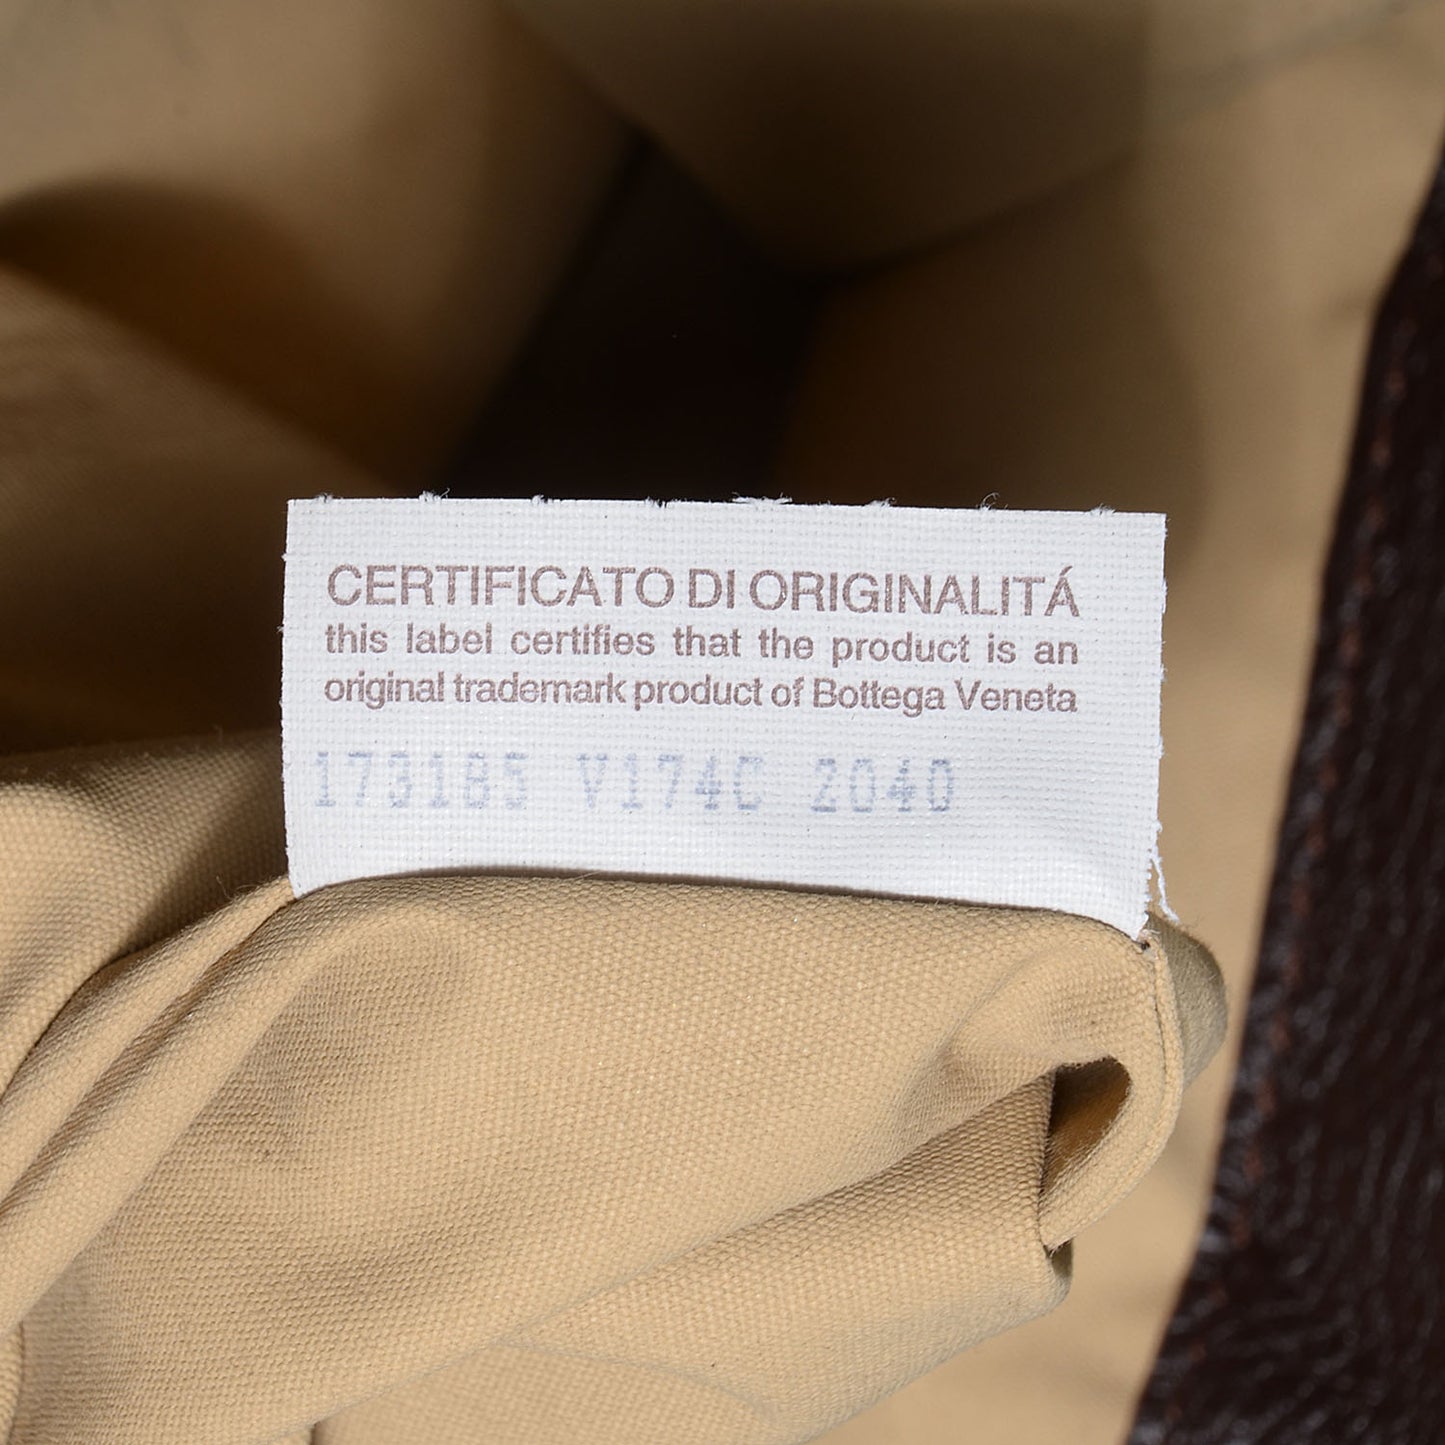 CERTIFICATO DI ORIGINALITÁ
this label certifies that the product is an
original trademark product of Bottega Veneta
173185 V174C 2040